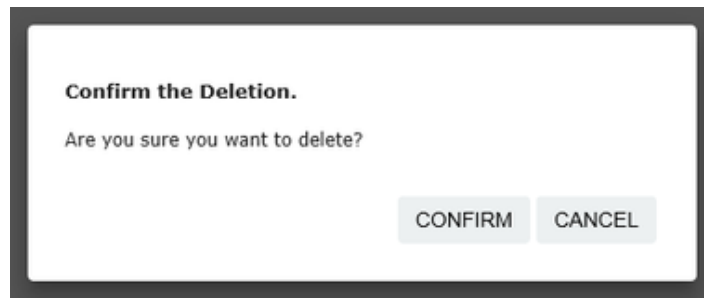 Confirm the Deletion.
Are you sure you want to delete?
CONFIRM CANCEL